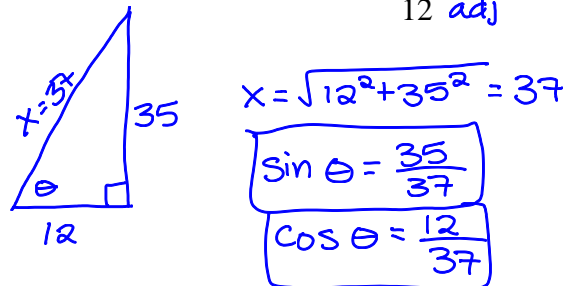 12 adj
x=37
35
x = √12²+35² = 37
θ
sin θ = 35/37
12
cos θ = 12/37